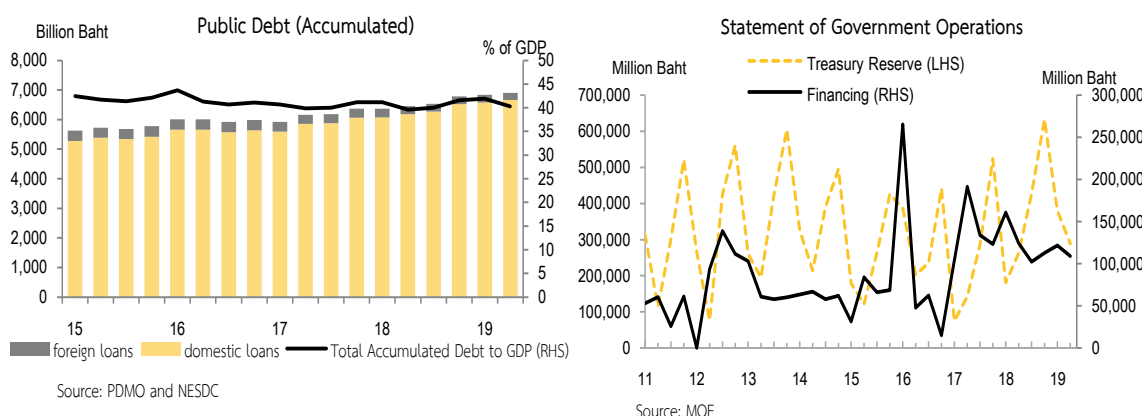 Public Debt (Accumulated)
Billion Baht
% of GDP
8,000
7,000
6,000
5,000
4,000
3,000
2,000
1,000
0
50
45
40
35
30
25
20
15
10
5
0
15 16 17 18 19
foreign loans domestic loans Total Accumulated Debt to GDP (RHS)
Source: PDMO and NESDC
Statement of Government Operations
Treasury Reserve (LHS)
Financing (RHS)
Million Baht
Million Baht
700,000
600,000
500,000
400,000
300,000
200,000
100,000
0
300,000
250,000
200,000
150,000
100,000
50,000
0
11 12 13 14 15 16 17 18 19
Source: MOF